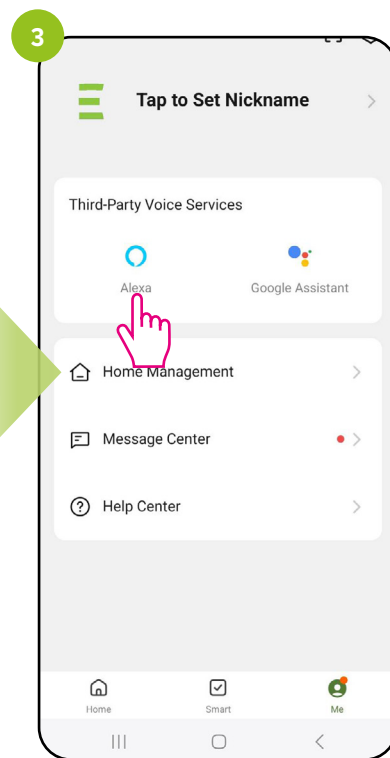 3
Tap to Set Nickname
Third-Party Voice Services
Alexa
Google Assistant
Home Management
Message Center
Help Center
Home
Smart
Me